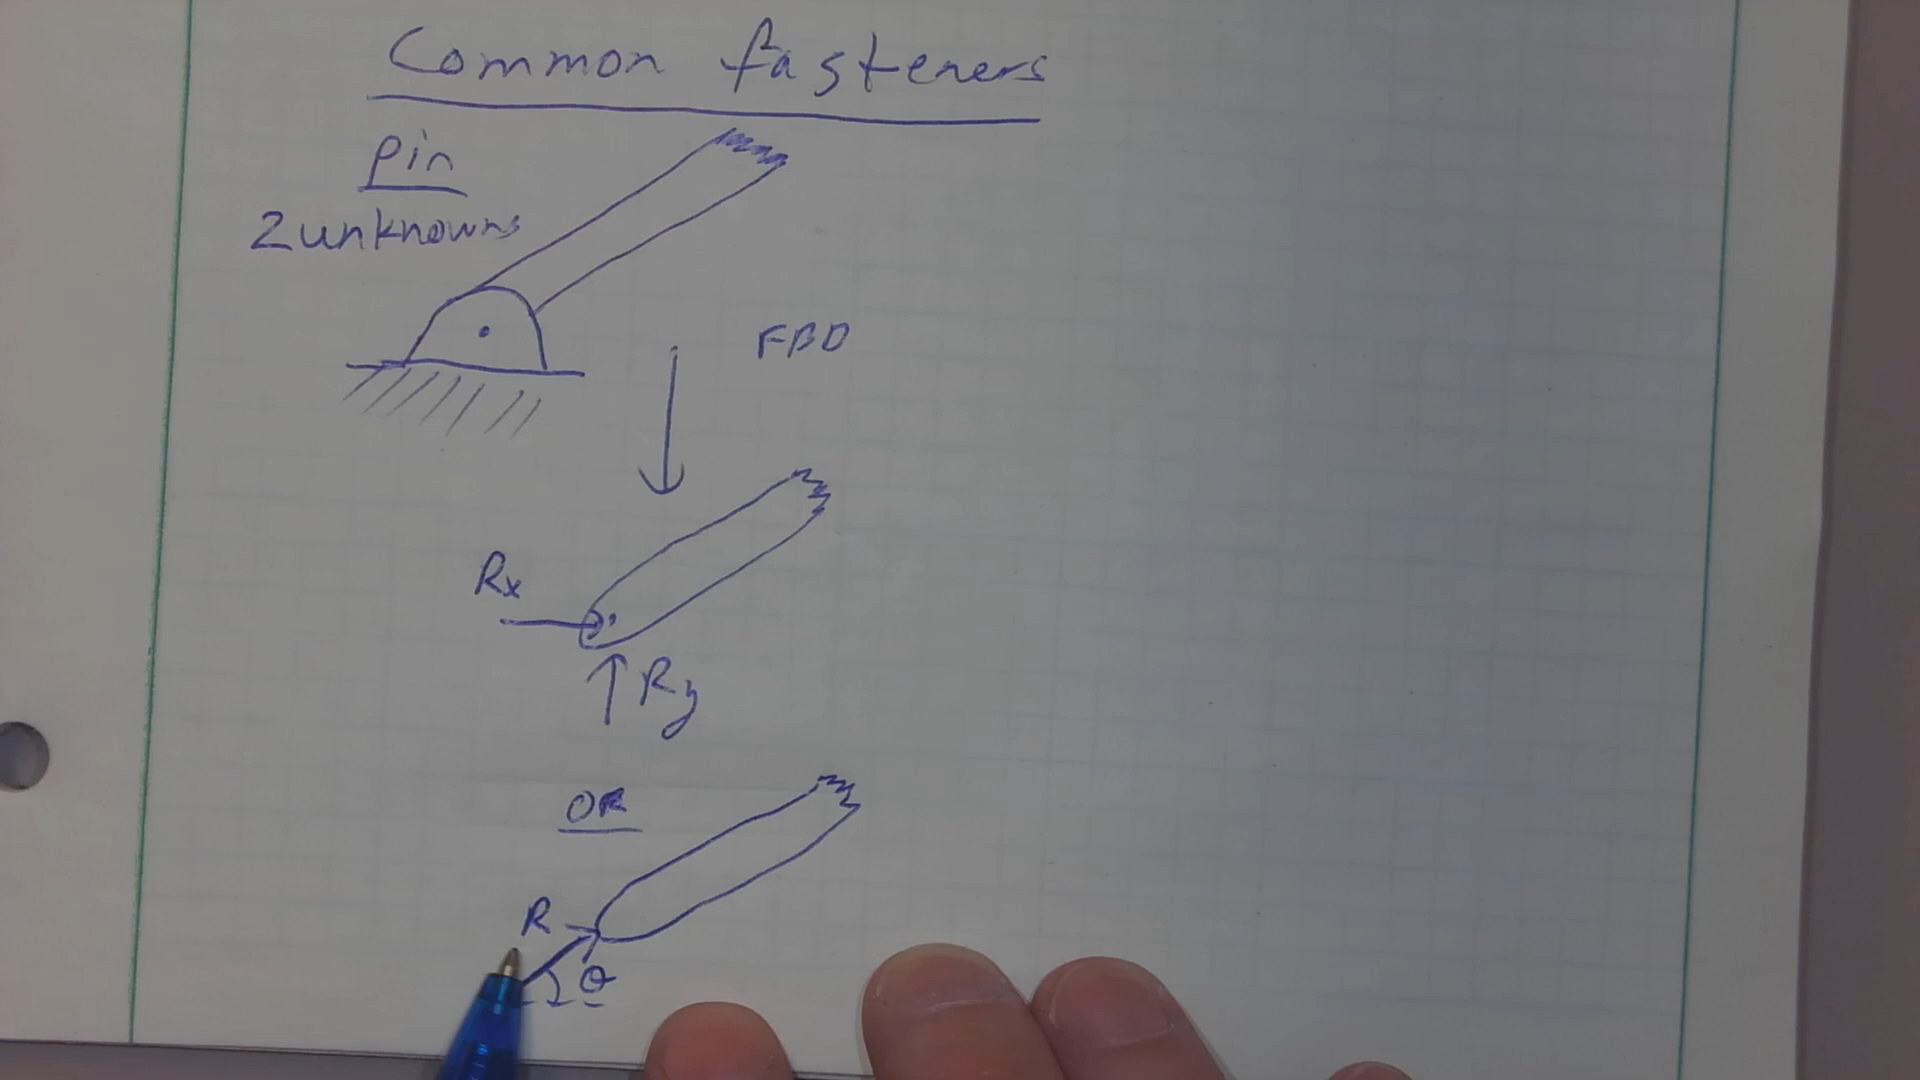 Common fasteners
pin
2 unknowns
FBD
Rx
Ry
OR
R
θ